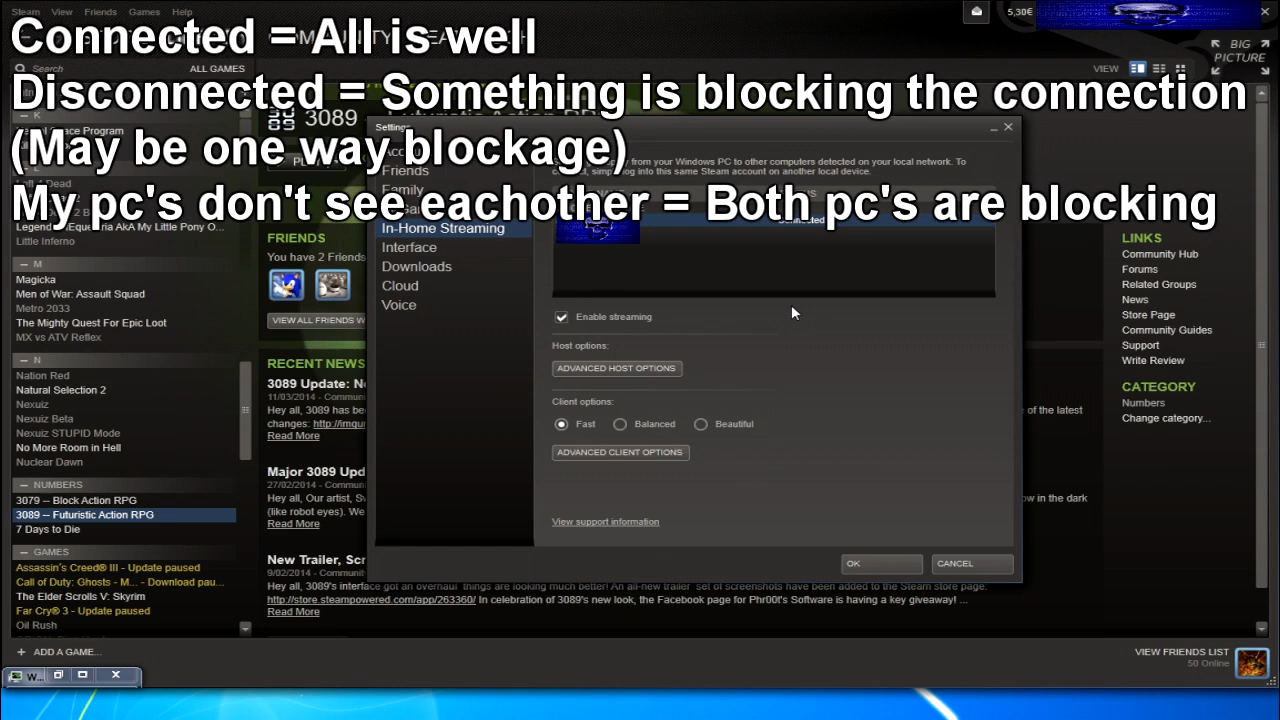 Steam View Friends Games Help
5,30€
Connected = All is well
Disconnected = Something is blocking the connection
(May be one way blockage)
My pc's don't see eachother = Both pc's are blocking
Search ALL GAMES
VIEW
BIG
PICTURE
K
Space Program
Left 4 Dead
Little Inferno
M
Magicka
Men of War: Assault Squad
Metro 2033
The Mighty Quest For Epic Loot
MX vs ATV Reflex
N
Nation Red
Natural Selection 2
Nexuiz
Nexuiz Beta
Nexuiz STUPID Mode
No More Room in Hell
Nuclear Dawn
NUMBERS
3079 -- Block Action RPG
3089 -- Futuristic Action RPG
7 Days to Die
GAMES
Assassin's Creed® III - Update paused
Call of Duty: Ghosts - M... - Download pau...
The Elder Scrolls V: Skyrim
Far Cry® 3 - Update paused
Oil Rush
ADD A GAME...
W...
3089
FRIENDS
You have 2 Friends
VIEW ALL FRIENDS W
RECENT NEWS
3089 Update: N
11/03/2014 - Commun
Hey all, 3089 has bee
changes: http://imgur
Read More
of the latest
Major 3089 Upd
27/02/2014 - Commun
Hey all, Our artist, Sv
(like robot eyes). We
Read More
ow in the dark
New Trailer, Scr
9/02/2014 - Communit
Hey all, 3089's interface got an overhaul things are looking much better! An all-new trailer set of screenshots have been added to the Steam store page:
http://store.steampowered.com/app/263360/ In celebration of 3089's new look, the Facebook page for Phr00t's Software is having a key giveaway! ...
Read More
Settings
Friends
Family
In-Home Streaming
Interface
Downloads
Cloud
Voice
from your Windows PC to other computers detected on your local network. To
log into this same Steam account on another local device.
Connected
Enable streaming
Host options:
ADVANCED HOST OPTIONS
Client options:
Fast Balanced Beautiful
ADVANCED CLIENT OPTIONS
View support information
OK CANCEL
LINKS
Community Hub
Forums
Related Groups
News
Store Page
Community Guides
Support
Write Review
CATEGORY
Numbers
Change category...
VIEW FRIENDS LIST
50 Online